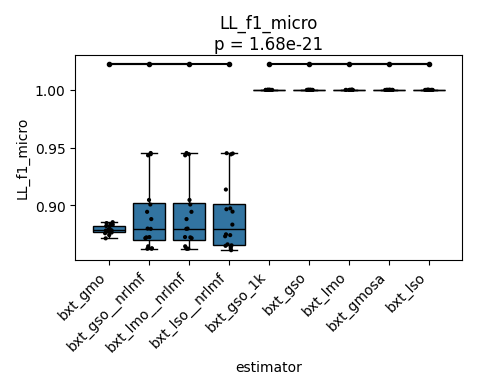 LL_f1_micro
p = 1.68e-21
LL_f1_micro
1.00
0.95
0.90
bxt_gmo
bxt_gso__nrlmf
bxt_lmo__nrlmf
bxt_lso__nrlmf
bxt_gso_1k
bxt_gso
bxt_lmo
bxt_gmosa
bxt_lso
estimator